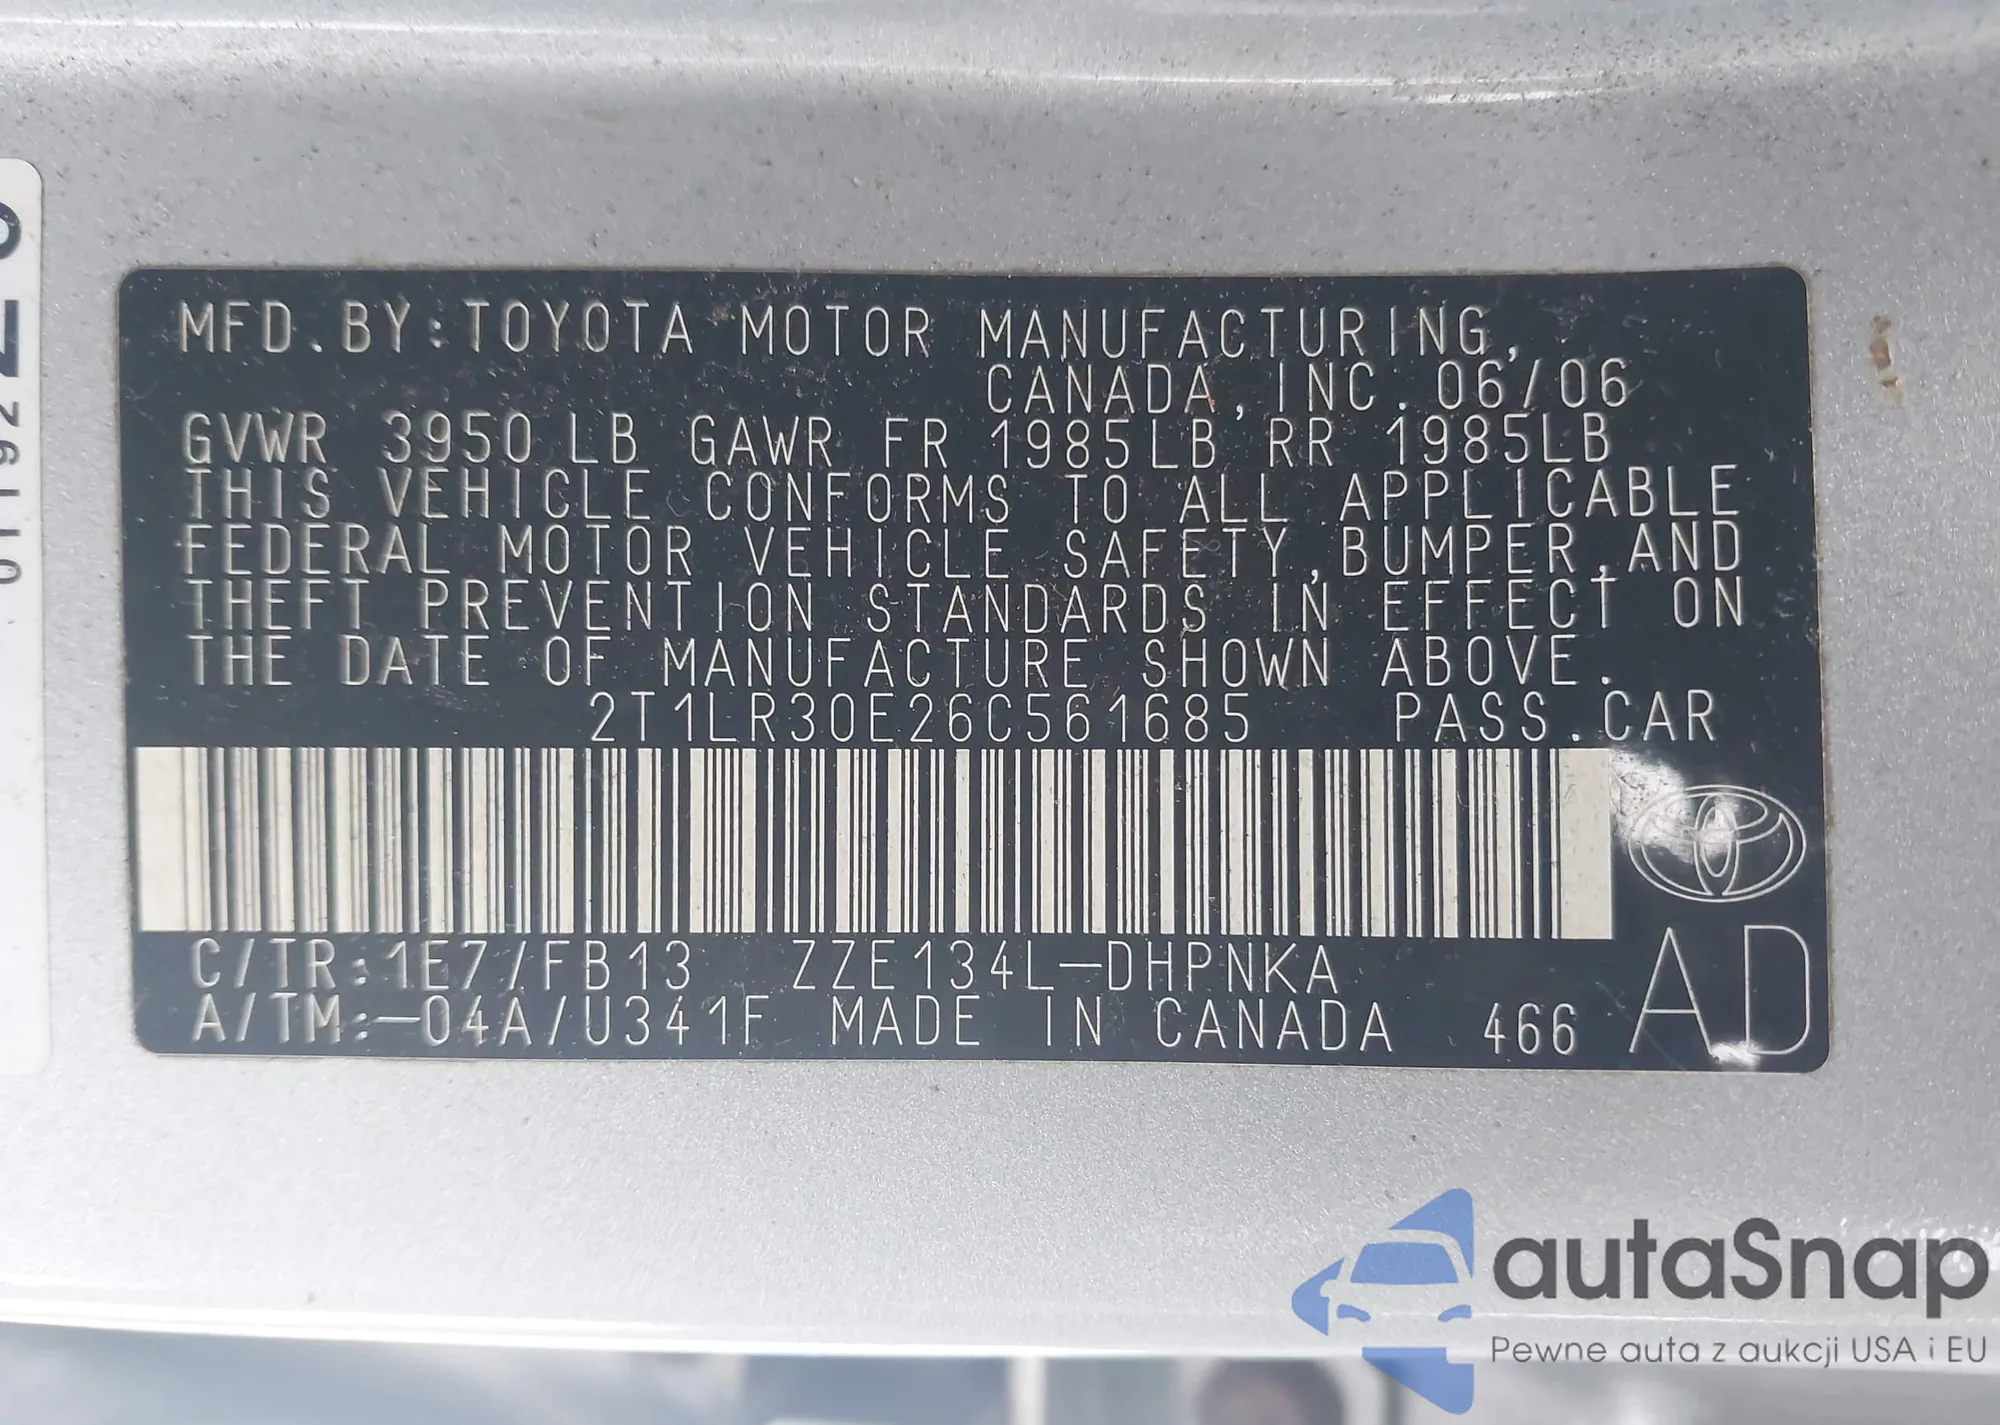 MFD.BY:TOYOTA MOTOR MANUFACTURING,
CANADA,INC. 06/06
GVWR 3950LB GAWR FR 1985LB RR 1985LB
THIS VEHICLE CONFORMS TO ALL APPLICABLE
FEDERAL MOTOR VEHICLE SAFETY,BUMPER,AND
THEFT PREVENTION STANDARDS IN EFFECT ON
THE DATE OF MANUFACTURE SHOWN ABOVE.
2T1LR30E26C561685 PASS.CAR
C/TR:1E7/FB13 ZZE134L-DHPNKA
A/TM:-04A/U341F MADE IN CANADA 466
AD
autaSnap
Pewne auta z aukcji USA i EU